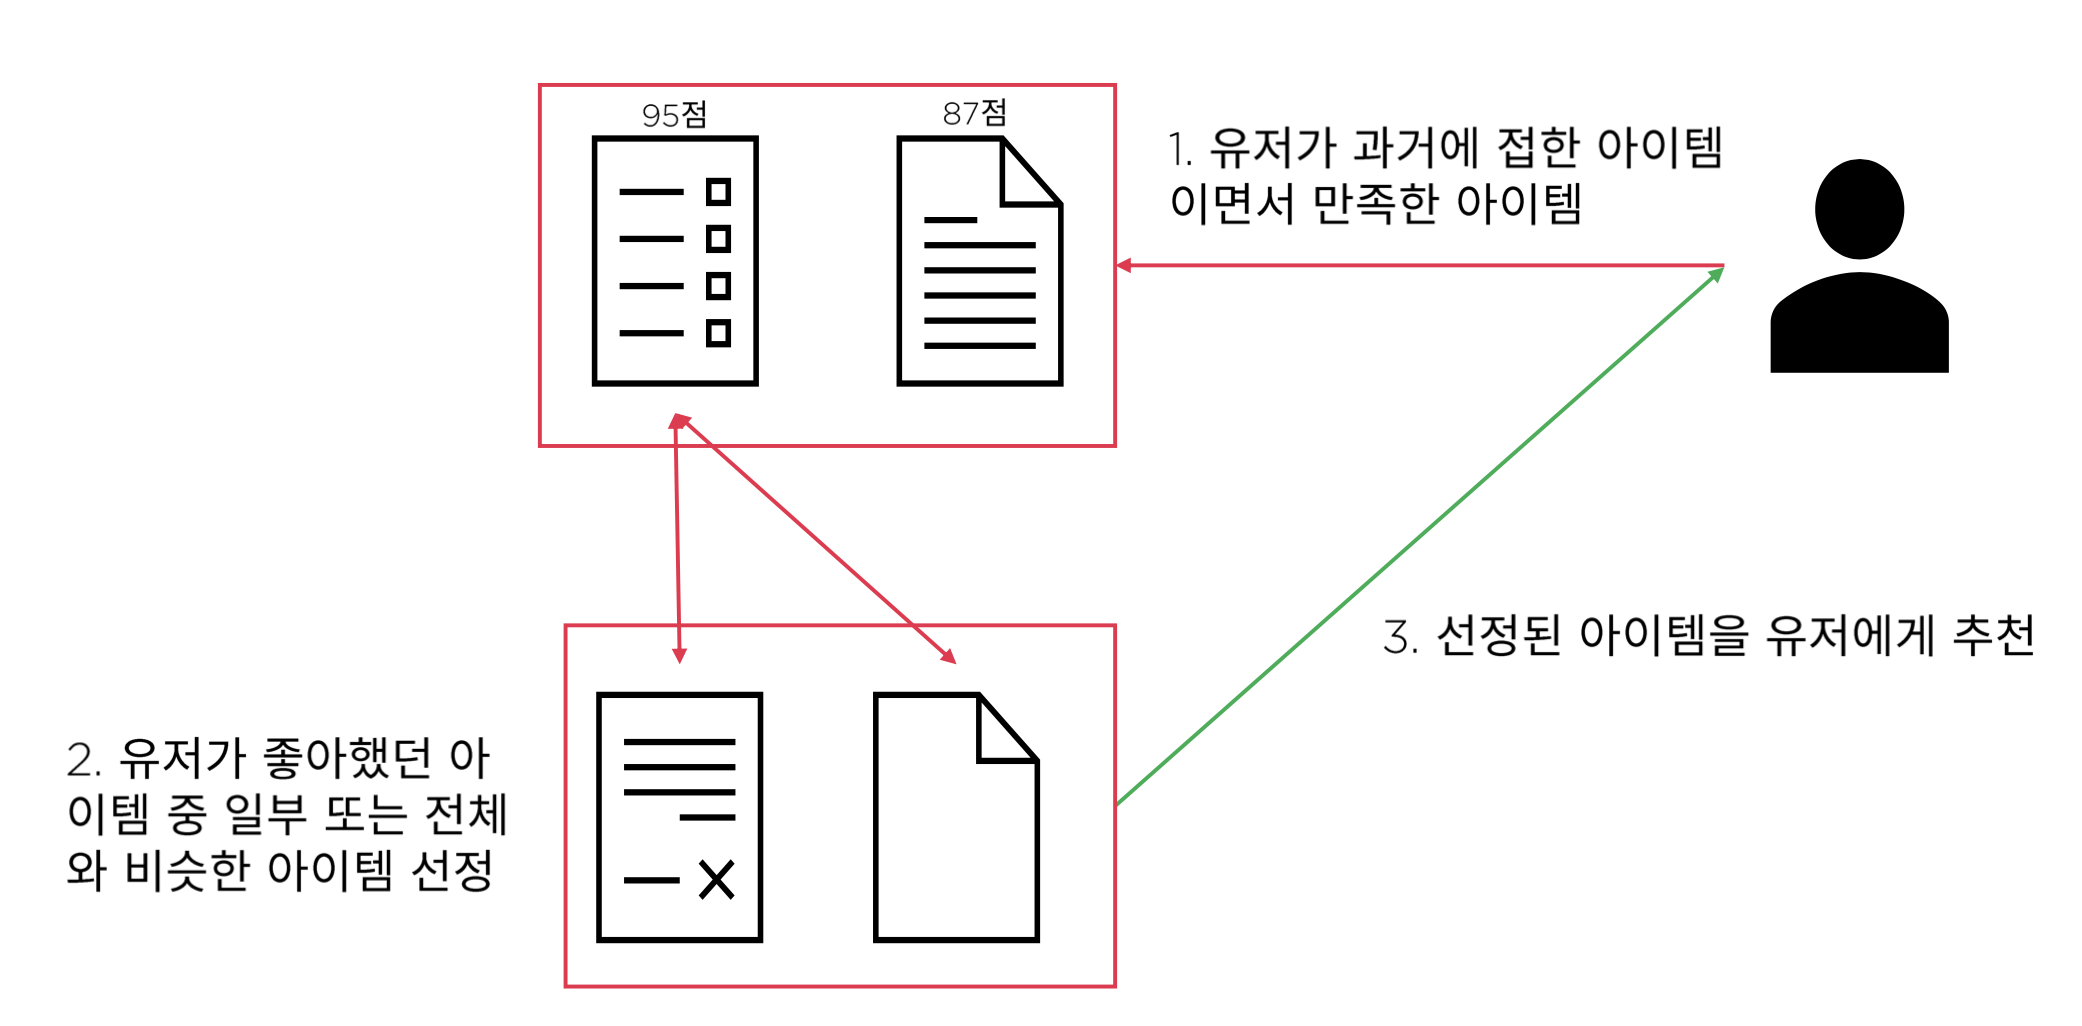 95점
87점
1. 유저가 과거에 접한 아이템
이면서 만족한 아이템
3. 선정된 아이템을 유저에게 추천
2. 유저가 좋아했던 아
이템 중 일부 또는 전체
와 비슷한 아이템 선정